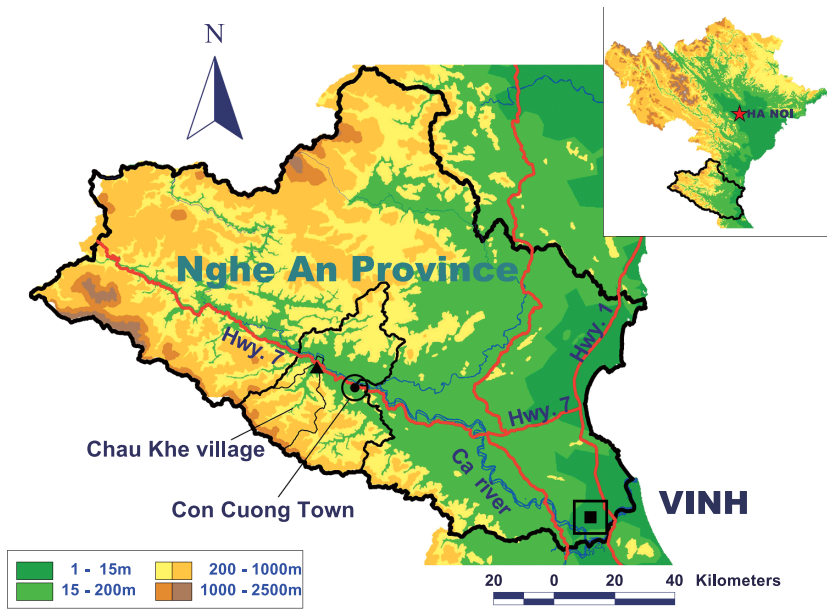 N
HA NOI
Nghe An Province
Hwy. 1
Hwy. 7
Hwy. 7
Chau Khe village
Ca river
Con Cuong Town
VINH
1 - 15m
200 - 1000m
15 - 200m
1000 - 2500m
20 0 20 40 Kilometers